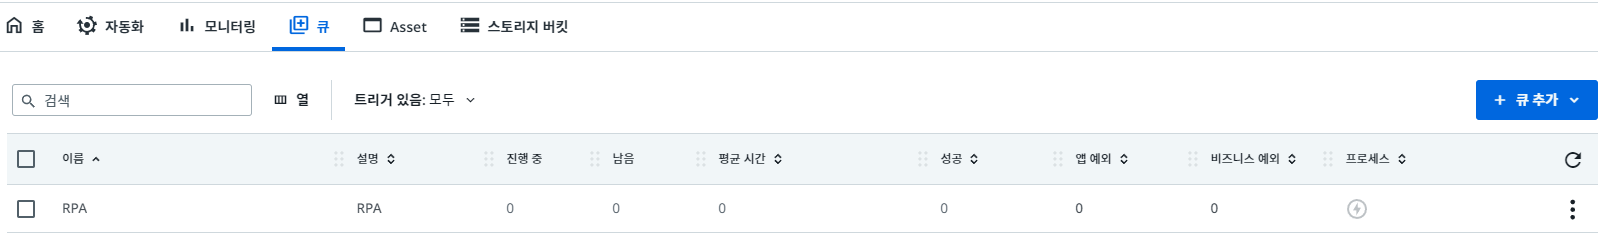 홈 자동화 모니터링 큐 Asset 스토리지 버킷
검색 열 트리거 있음: 모두 + 큐 추가
이름 설명 진행 중 남음 평균 시간 성공 앱 예외 비즈니스 예외 프로세스
RPA RPA 0 0 0 0 0 0